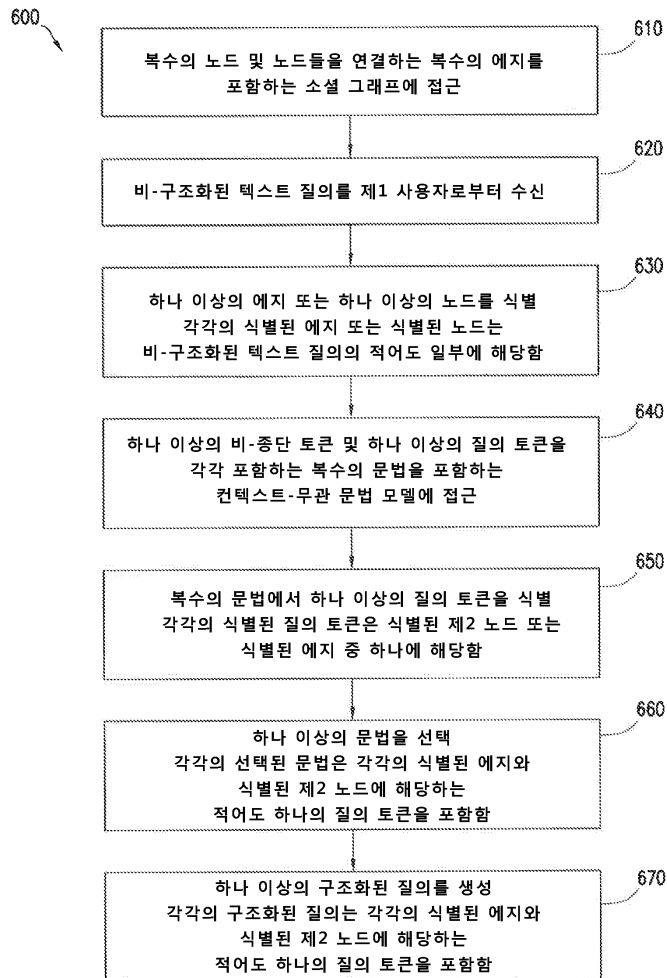 600
610
복수의 노드 및 노드들을 연결하는 복수의 에지를
포함하는 소셜 그래프에 접근
620
비-구조화된 텍스트 질의를 제1 사용자로부터 수신
630
하나 이상의 에지 또는 하나 이상의 노드를 식별
각각의 식별된 에지 또는 식별된 노드는
비-구조화된 텍스트 질의의 적어도 일부에 해당함
640
하나 이상의 비-종단 토큰 및 하나 이상의 질의 토큰을
각각 포함하는 복수의 문법을 포함하는
컨텍스트-무관 문법 모델에 접근
650
복수의 문법에서 하나 이상의 질의 토큰을 식별
각각의 식별된 질의 토큰은 식별된 제2 노드 또는
식별된 에지 중 하나에 해당함
660
하나 이상의 문법을 선택
각각의 선택된 문법은 각각의 식별된 에지와
식별된 제2 노드에 해당하는
적어도 하나의 질의 토큰을 포함함
670
하나 이상의 구조화된 질의를 생성
각각의 구조화된 질의는 각각의 식별된 에지와
식별된 제2 노드에 해당하는
적어도 하나의 질의 토큰을 포함함